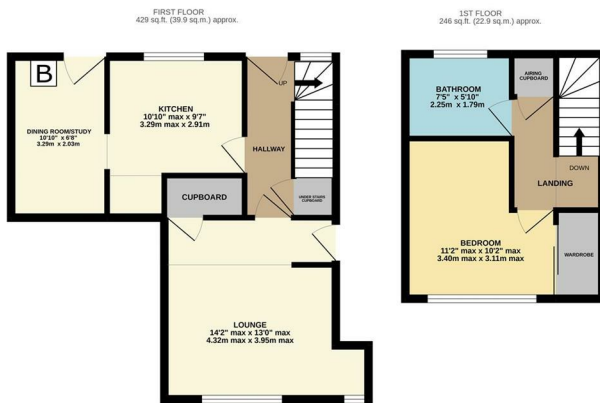 FIRST FLOOR
429 sq.ft. (39.9 sq.m.) approx.
B
UP
KITCHEN
10'10" max x 9'7"
3.29m max x 2.91m
DINING ROOM/STUDY
10'10" x 6'8"
3.29m x 2.03m
HALLWAY
CUPBOARD
UNDER STAIRS
CUPBOARD
LOUNGE
14'2" max x 13'0" max
4.32m max x 3.95m max
1ST FLOOR
246 sq.ft. (22.9 sq.m.) approx.
BATHROOM
7'5" x 5'10"
2.25m x 1.79m
AIRING
CUPBOARD
DOWN
LANDING
BEDROOM
11'2" max x 10'2" max
3.40m max x 3.11m max
WARDROBE